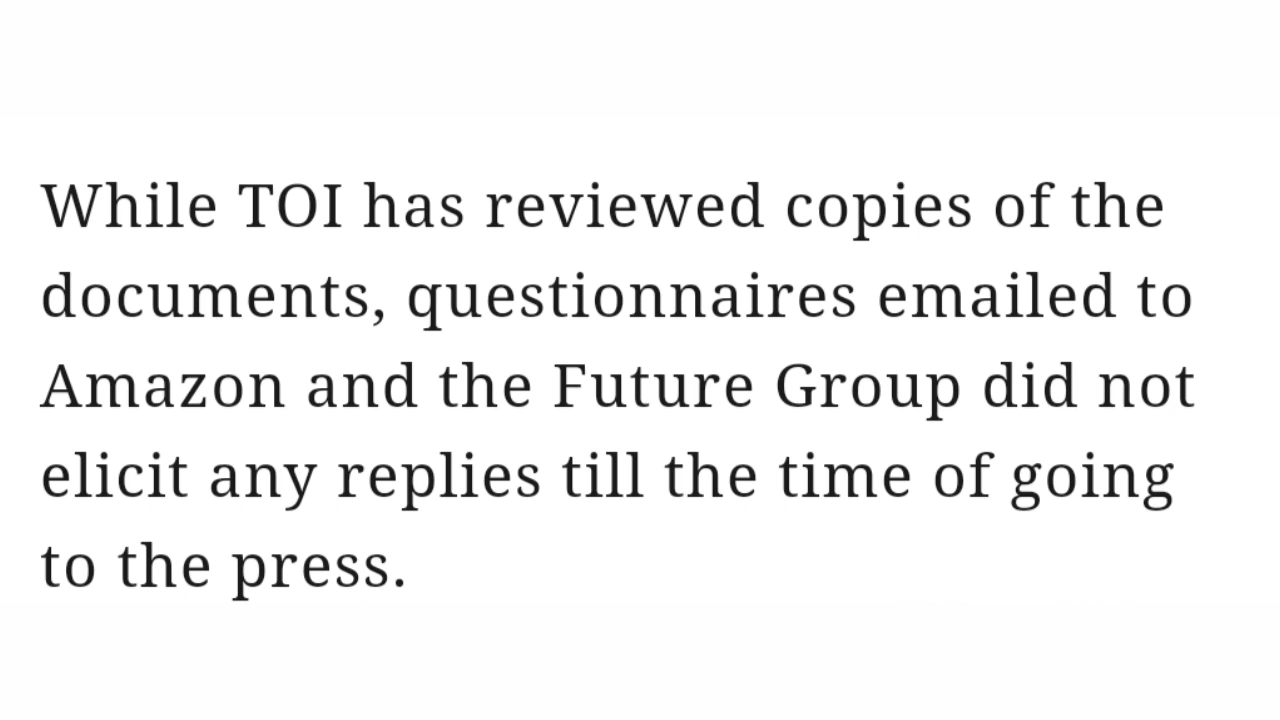 While TOI has reviewed copies of the
documents, questionnaires emailed to
Amazon and the Future Group did not
elicit any replies till the time of going
to the press.